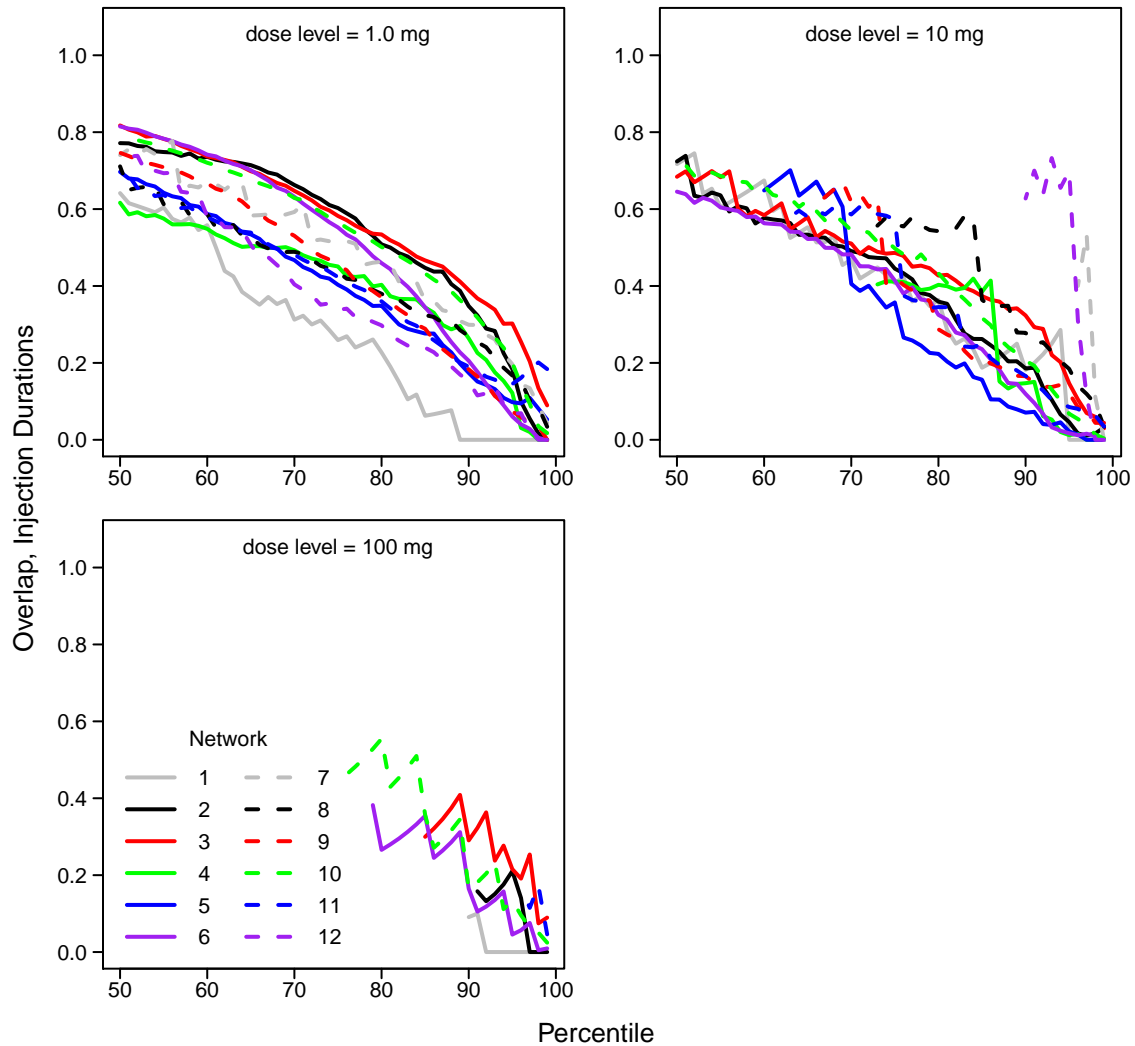 dose level = 1.0 mg
1.0
0.8
0.6
0.4
0.2
0.0
50 60 70 80 90 100
dose level = 10 mg
1.0
0.8
0.6
0.4
0.2
0.0
50 60 70 80 90 100
Overlap, Injection Durations
dose level = 100 mg
1.0
0.8
0.6
0.4
0.2
0.0
Network
1 7
2 8
3 9
4 10
5 11
6 12
50 60 70 80 90 100
Percentile